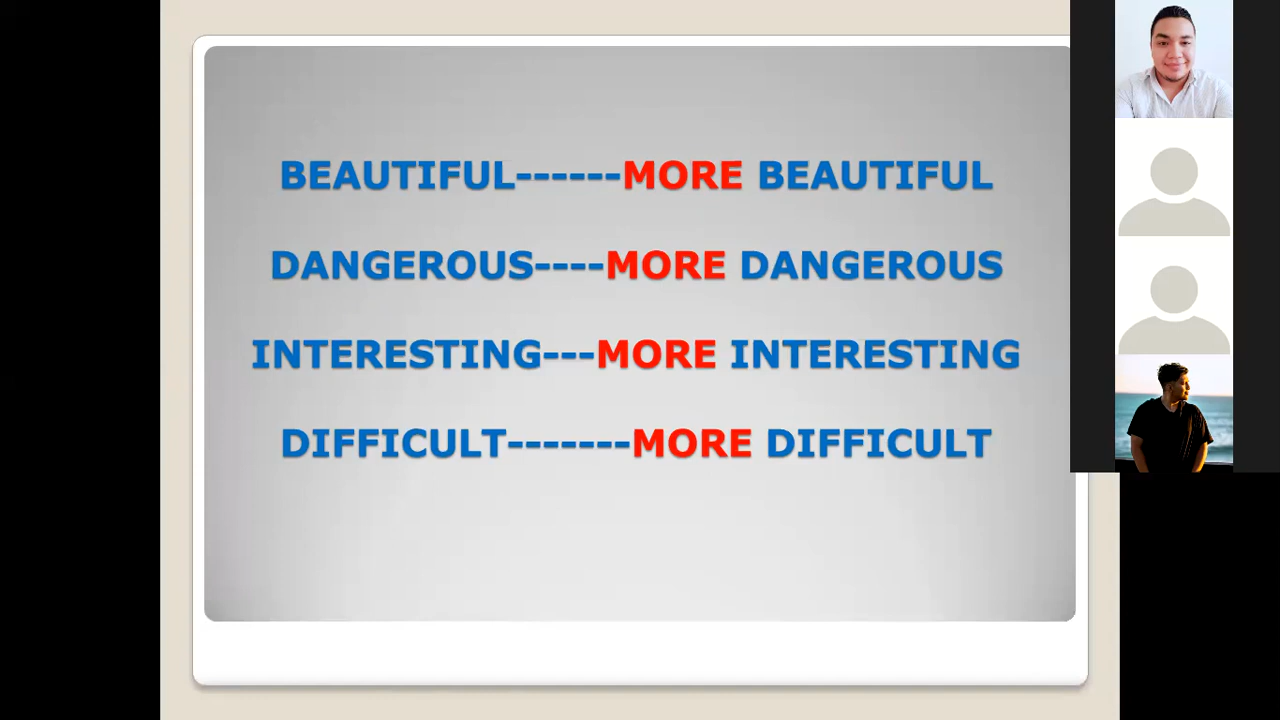 BEAUTIFUL------MORE BEAUTIFUL
DANGEROUS----MORE DANGEROUS
INTERESTING---MORE INTERESTING
DIFFICULT-------MORE DIFFICULT